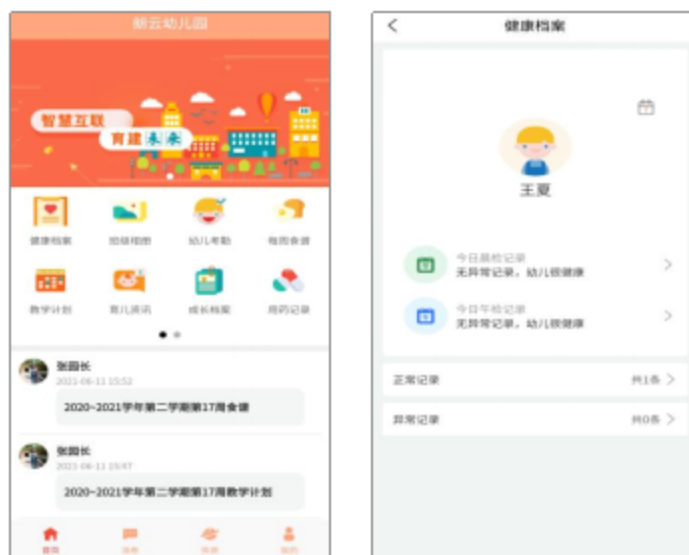 朗云幼儿园
智慧互联
育建未来
健康档案 班级相册 幼儿考勤 每周食谱
教学计划 育儿资讯 成长档案 用药记录
张园长
2021-06-11 15:52
2020~2021学年第二学期第17周食谱
张园长
2021-06-11 15:47
2020~2021学年第二学期第17周教学计划
首页 消息 我的
健康档案
王夏
今日晨检记录
无异常记录，幼儿很健康
今日午检记录
无异常记录，幼儿很健康
正常记录 共1条
异常记录 共0条